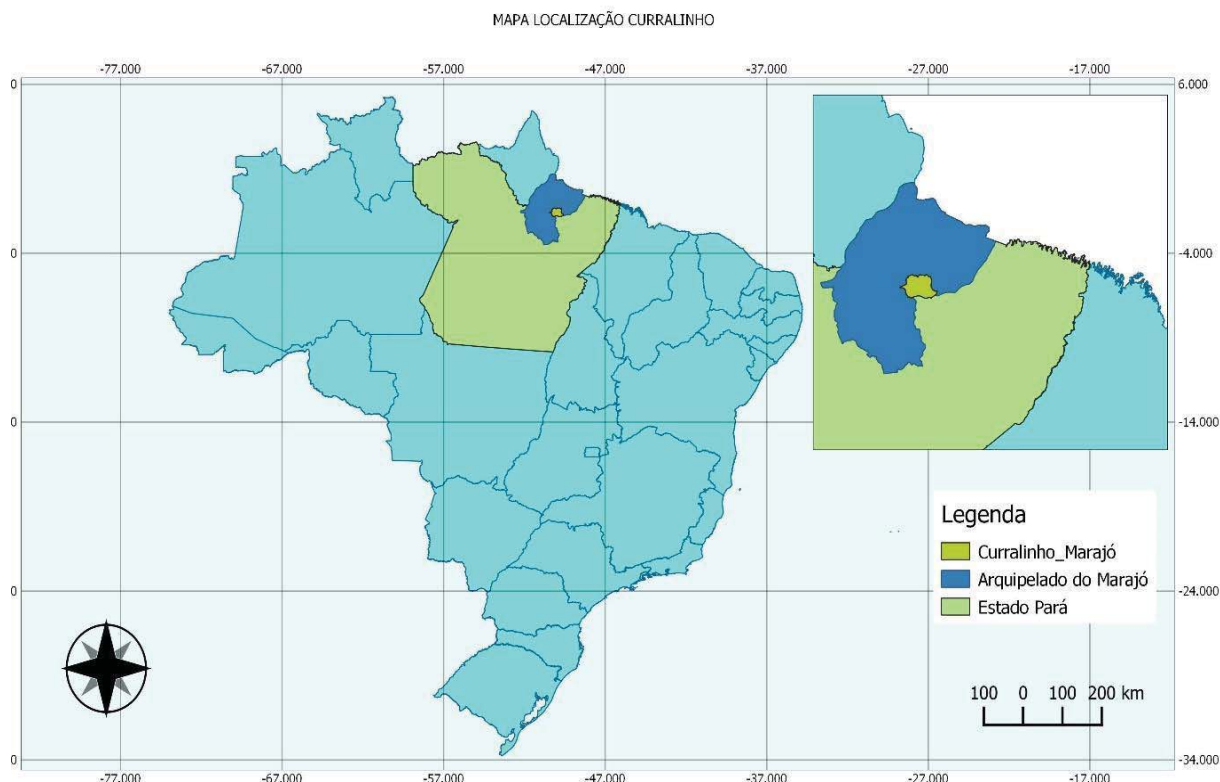 MAPA LOCALIZAÇÃO CURRALINHO
-77.000 -67.000 -57.000 -47.000 -37.000 -27.000 -17.000
0 6.000
0 -4.000
0 -14.000
Legenda
Curralinho_Marajó
Arquipelado do Marajó
0 -24.000
Estado Pará
100 0 100 200 km
0 -34.000
-77.000 -67.000 -57.000 -47.000 -37.000 -27.000 -17.000